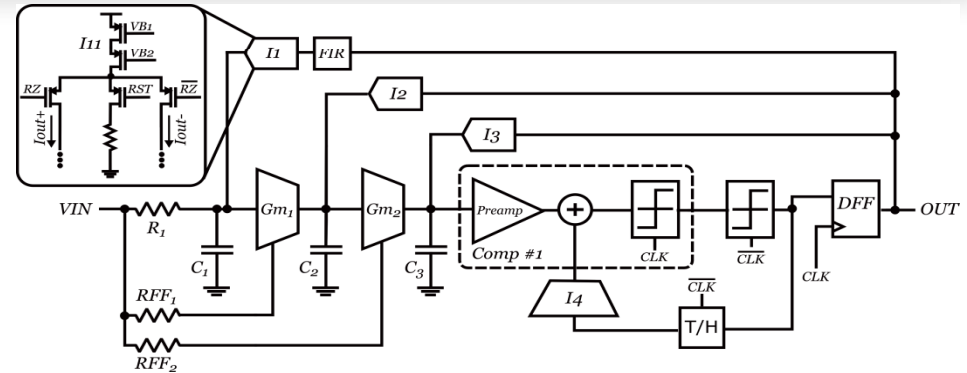 VB1
I11
VB2
RZ
RST
RZ
Iout+
Iout-
I1
FIR
I2
I3
VIN
R1
C1
Gm1
C2
Gm2
C3
Preamp
+
Comp #1
CLK
CLK
DFF
CLK
OUT
I4
CLK
T/H
RFF1
RFF2